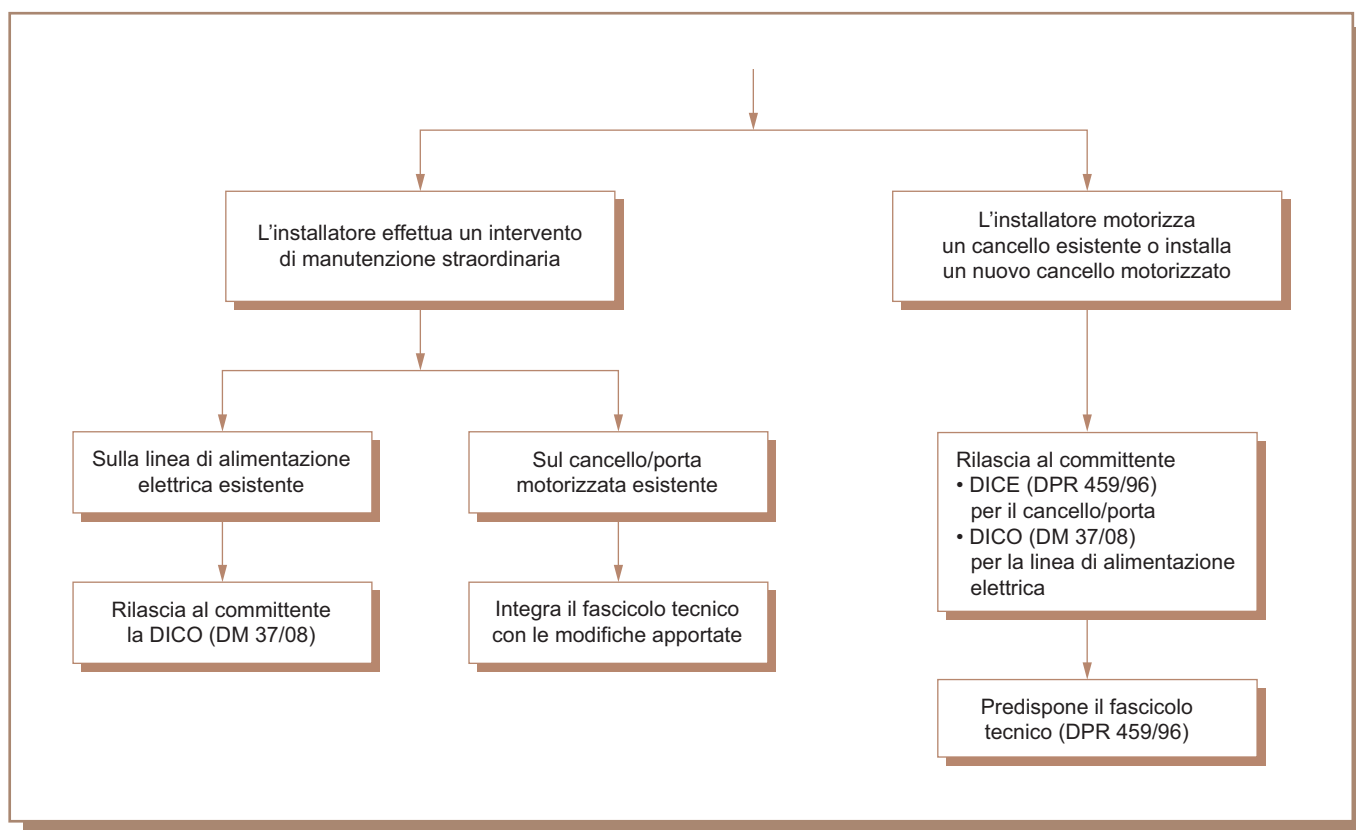 L’installatore effettua un intervento
di manutenzione straordinaria
L’installatore motorizza
un cancello esistente o installa
un nuovo cancello motorizzato
Sulla linea di alimentazione
elettrica esistente
Sul cancello/porta
motorizzata esistente
Rilascia al committente
• DICE (DPR 459/96)
per il cancello/porta
• DICO (DM 37/08)
per la linea di alimentazione
elettrica
Rilascia al committente
la DICO (DM 37/08)
Integra il fascicolo tecnico
con le modifiche apportate
Predispone il fascicolo
tecnico (DPR 459/96)